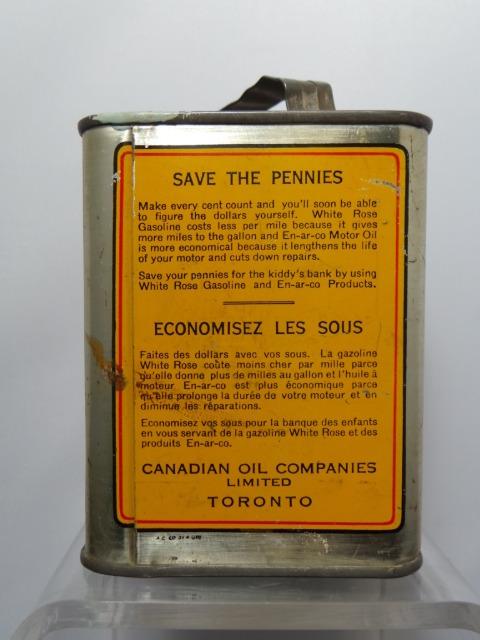 SAVE THE PENNIES
Make every cent count and you'll soon be able
to figure the dollars yourself. White Rose
Gasoline costs less per mile because it gives
more miles to the gallon and En-ar-co Motor Oil
is more economical because it lengthens the life
of your motor and cuts down repairs.
Save your pennies for the kiddy's bank by using
White Rose Gasoline and En-ar-co Products.
ECONOMISEZ LES SOUS
Faites des dollars avec vos sous. La gazoline
White Rose coûte moins cher par mille parce
qu'elle donne plus de milles au gallon et l'huile à
moteur En-ar-co est plus économique parce
qu'elle prolonge la durée de votre moteur et en
diminue les réparations.
Economisez vos sous pour la banque des enfants
en vous servant de la gazoline White Rose et des
produits En-ar-co.
CANADIAN OIL COMPANIES
LIMITED
TORONTO